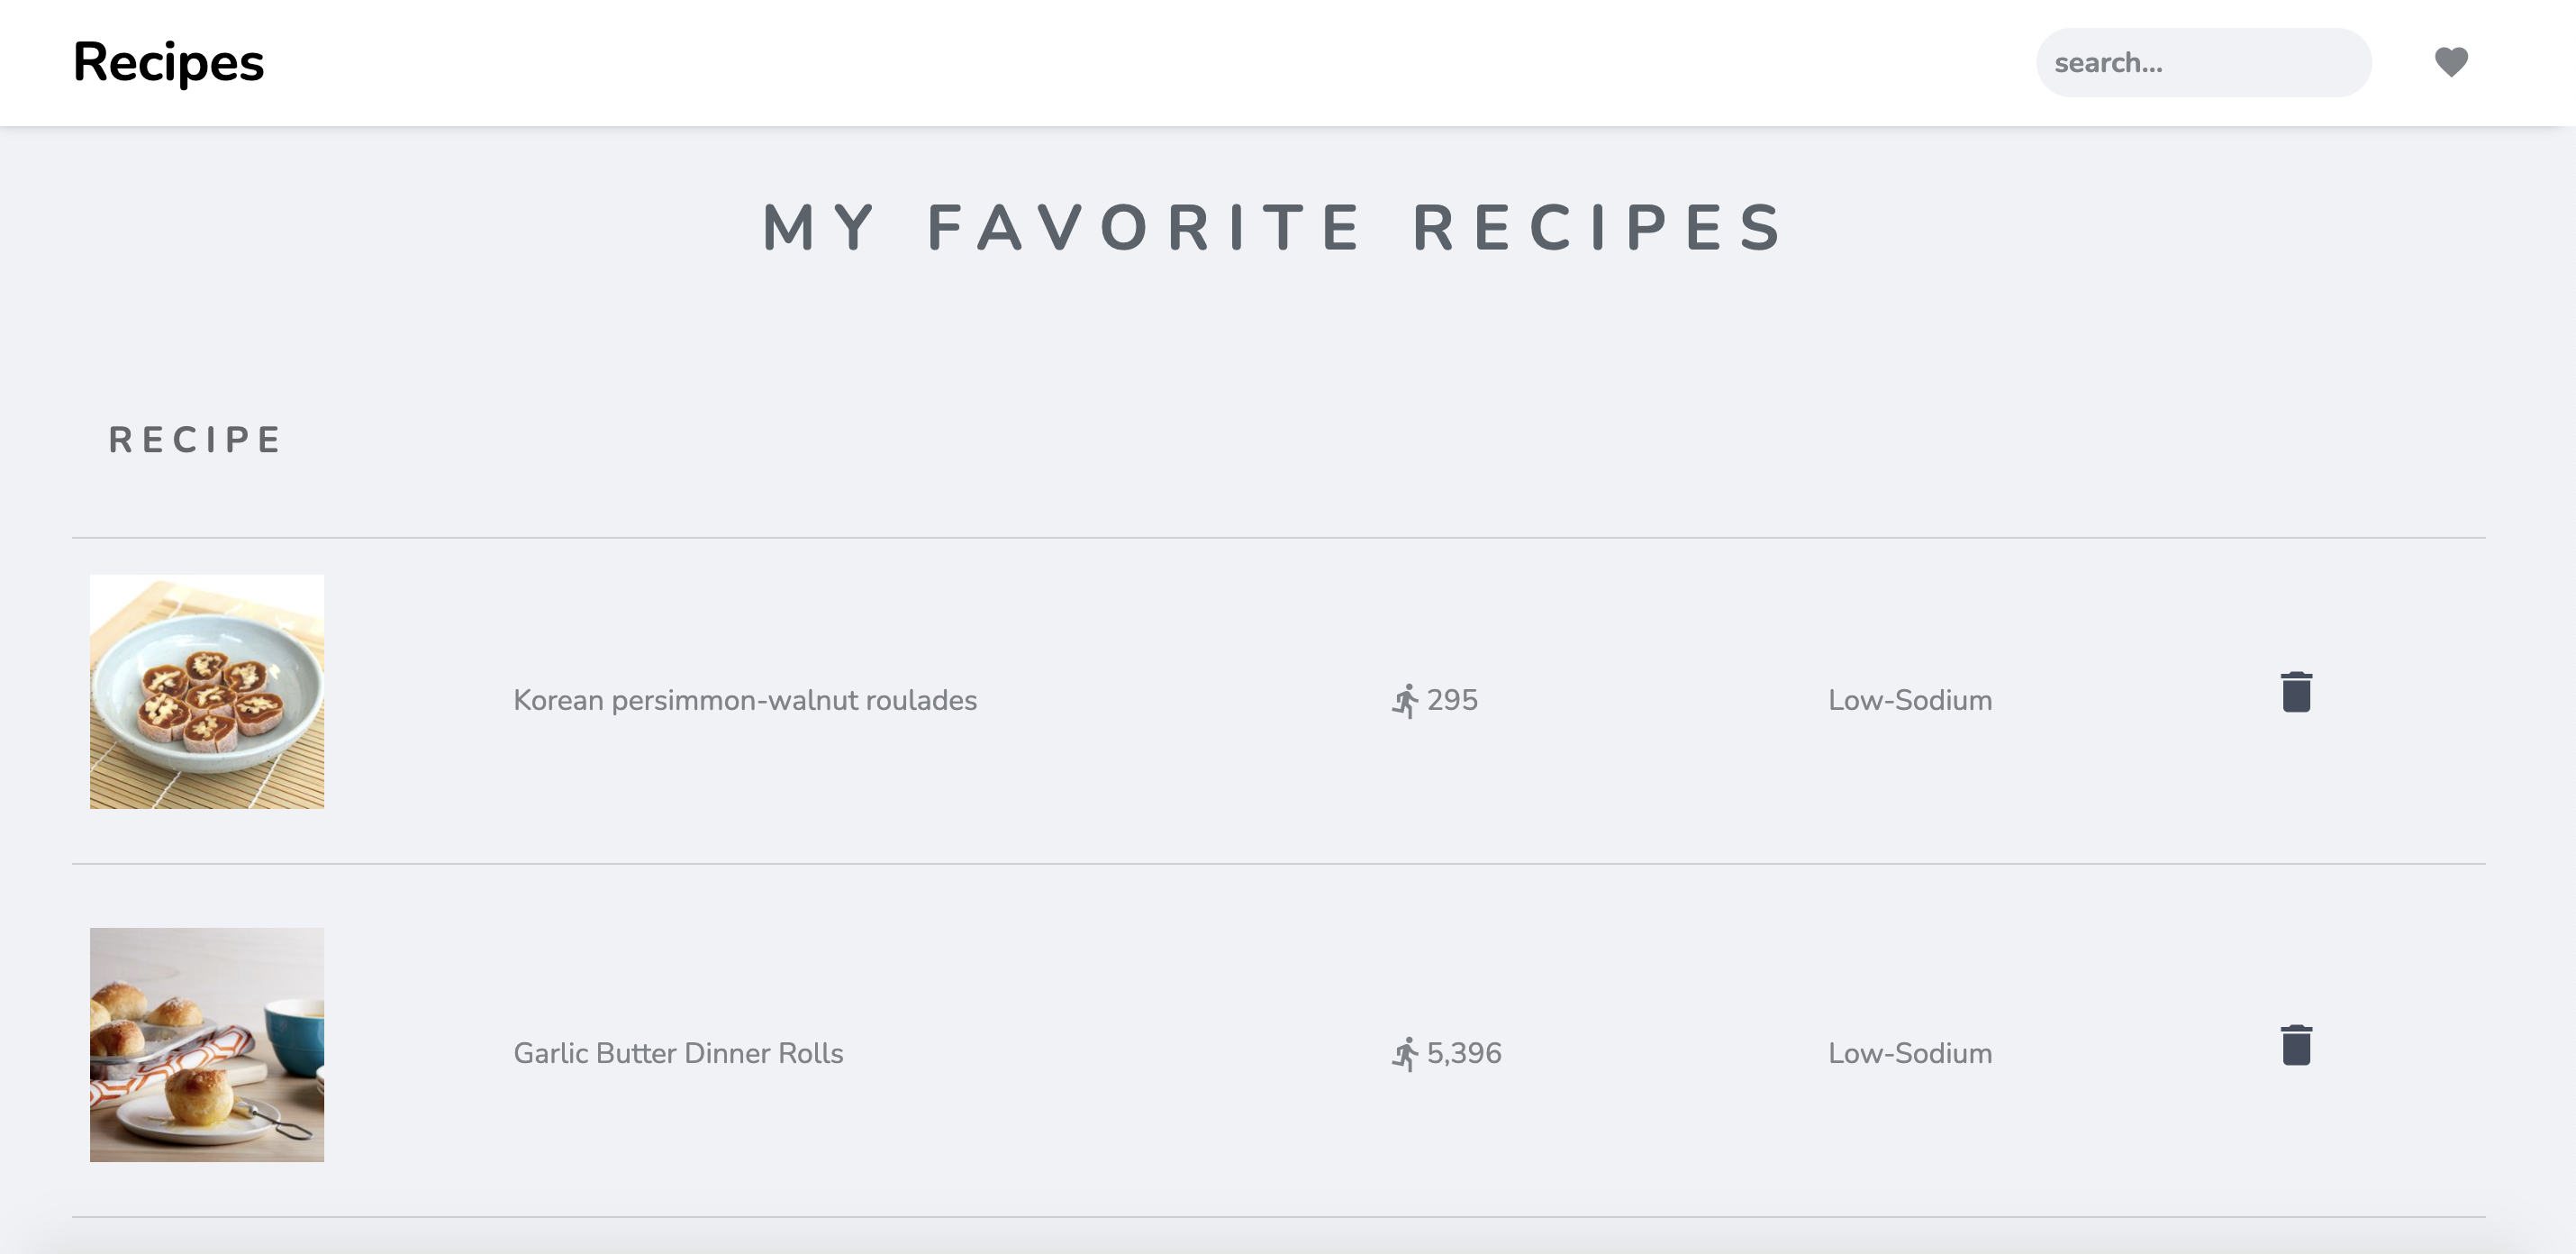 Recipes
search...
MY FAVORITE RECIPES
RECIPE
Korean persimmon-walnut roulades 295 Low-Sodium
Garlic Butter Dinner Rolls 5,396 Low-Sodium